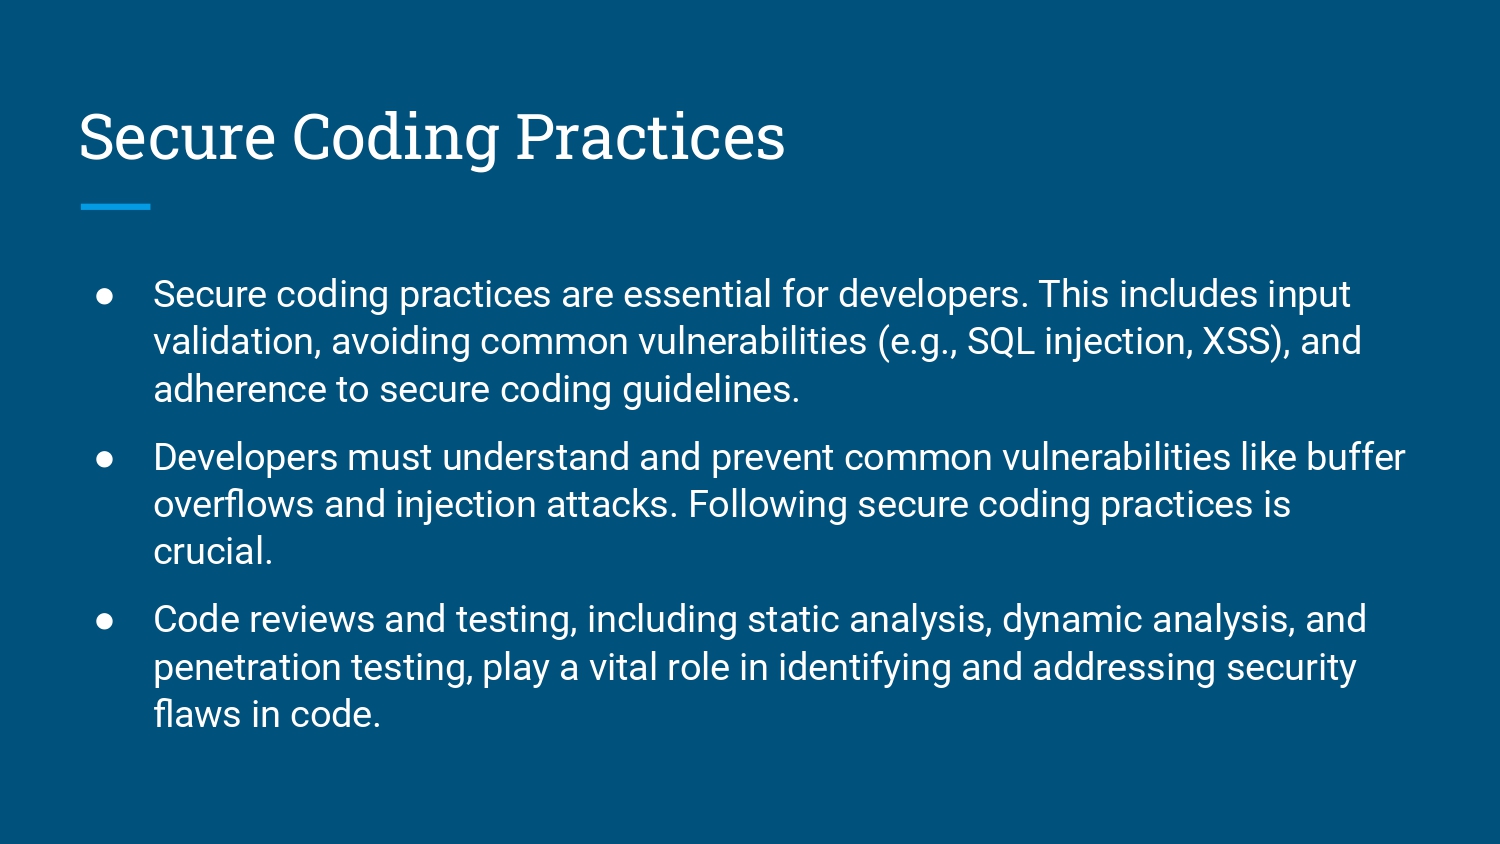 Secure Coding Practices
● Secure coding practices are essential for developers. This includes input
validation, avoiding common vulnerabilities (e.g., SQL injection, XSS), and
adherence to secure coding guidelines.
● Developers must understand and prevent common vulnerabilities like buffer
overflows and injection attacks. Following secure coding practices is
crucial.
● Code reviews and testing, including static analysis, dynamic analysis, and
penetration testing, play a vital role in identifying and addressing security
flaws in code.